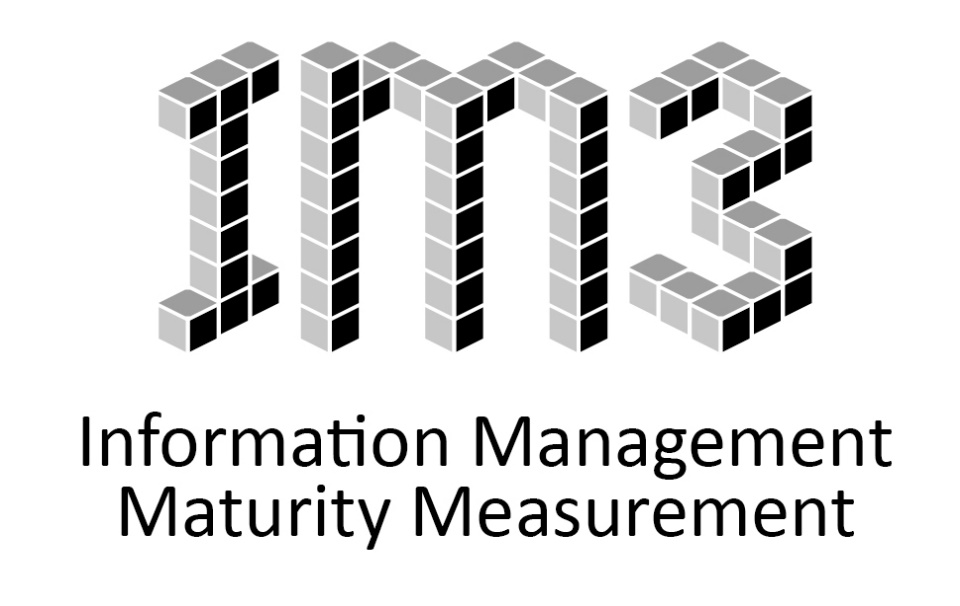 IM3
Information Management
Maturity Measurement